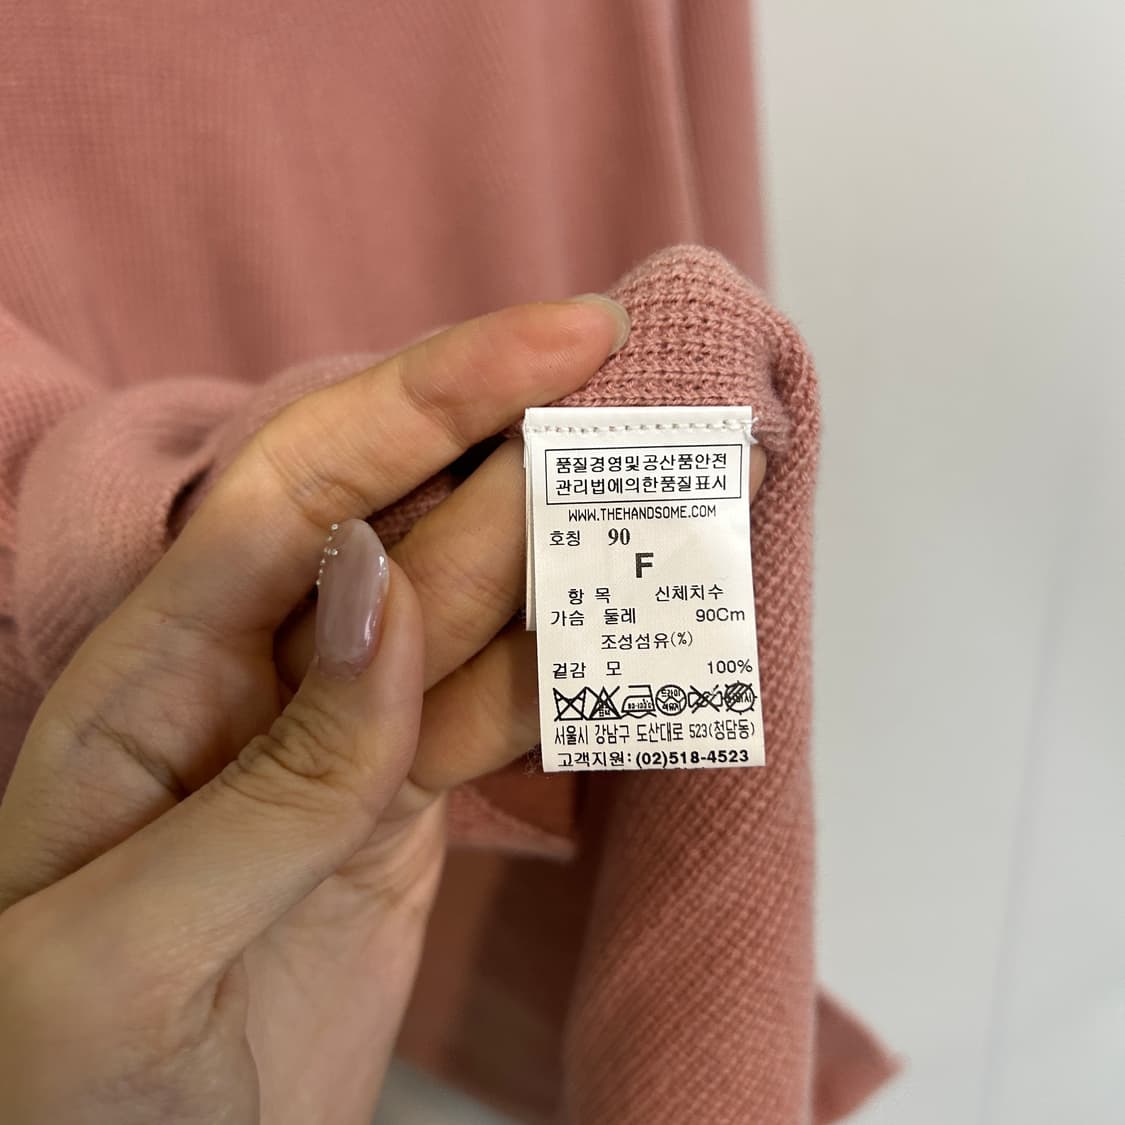 품질경영및공산품안전
관리법에의한품질표시
WWW.THEHANDSOME.COM
호칭 90
F
항 목 신체치수
가슴 둘레 90Cm
조성섬유(%)
겉감 모 100%
드라이
서울시 강남구 도산대로 523(청담동)
고객지원: (02)518-4523